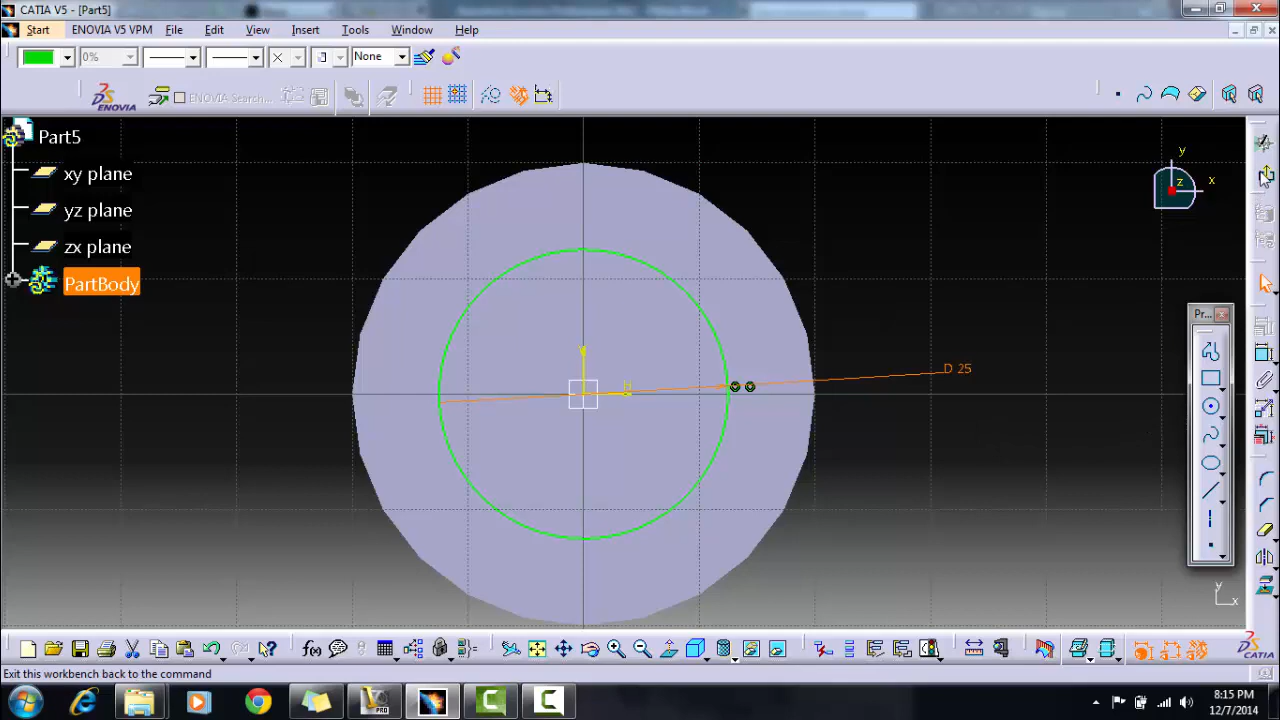 CATIA V5 - [Part5]
Start ENOVIA V5 VPM File Edit View Insert Tools Window Help
0% None
ENOVIA ENOVIA Search...
Part5
xy plane
yz plane
zx plane
PartBody
y
x
z
D 25
v
h
Pr...
y
x
f(x)
CATIA
Exit this workbench back to the command
PRO
8:15 PM
12/7/2014